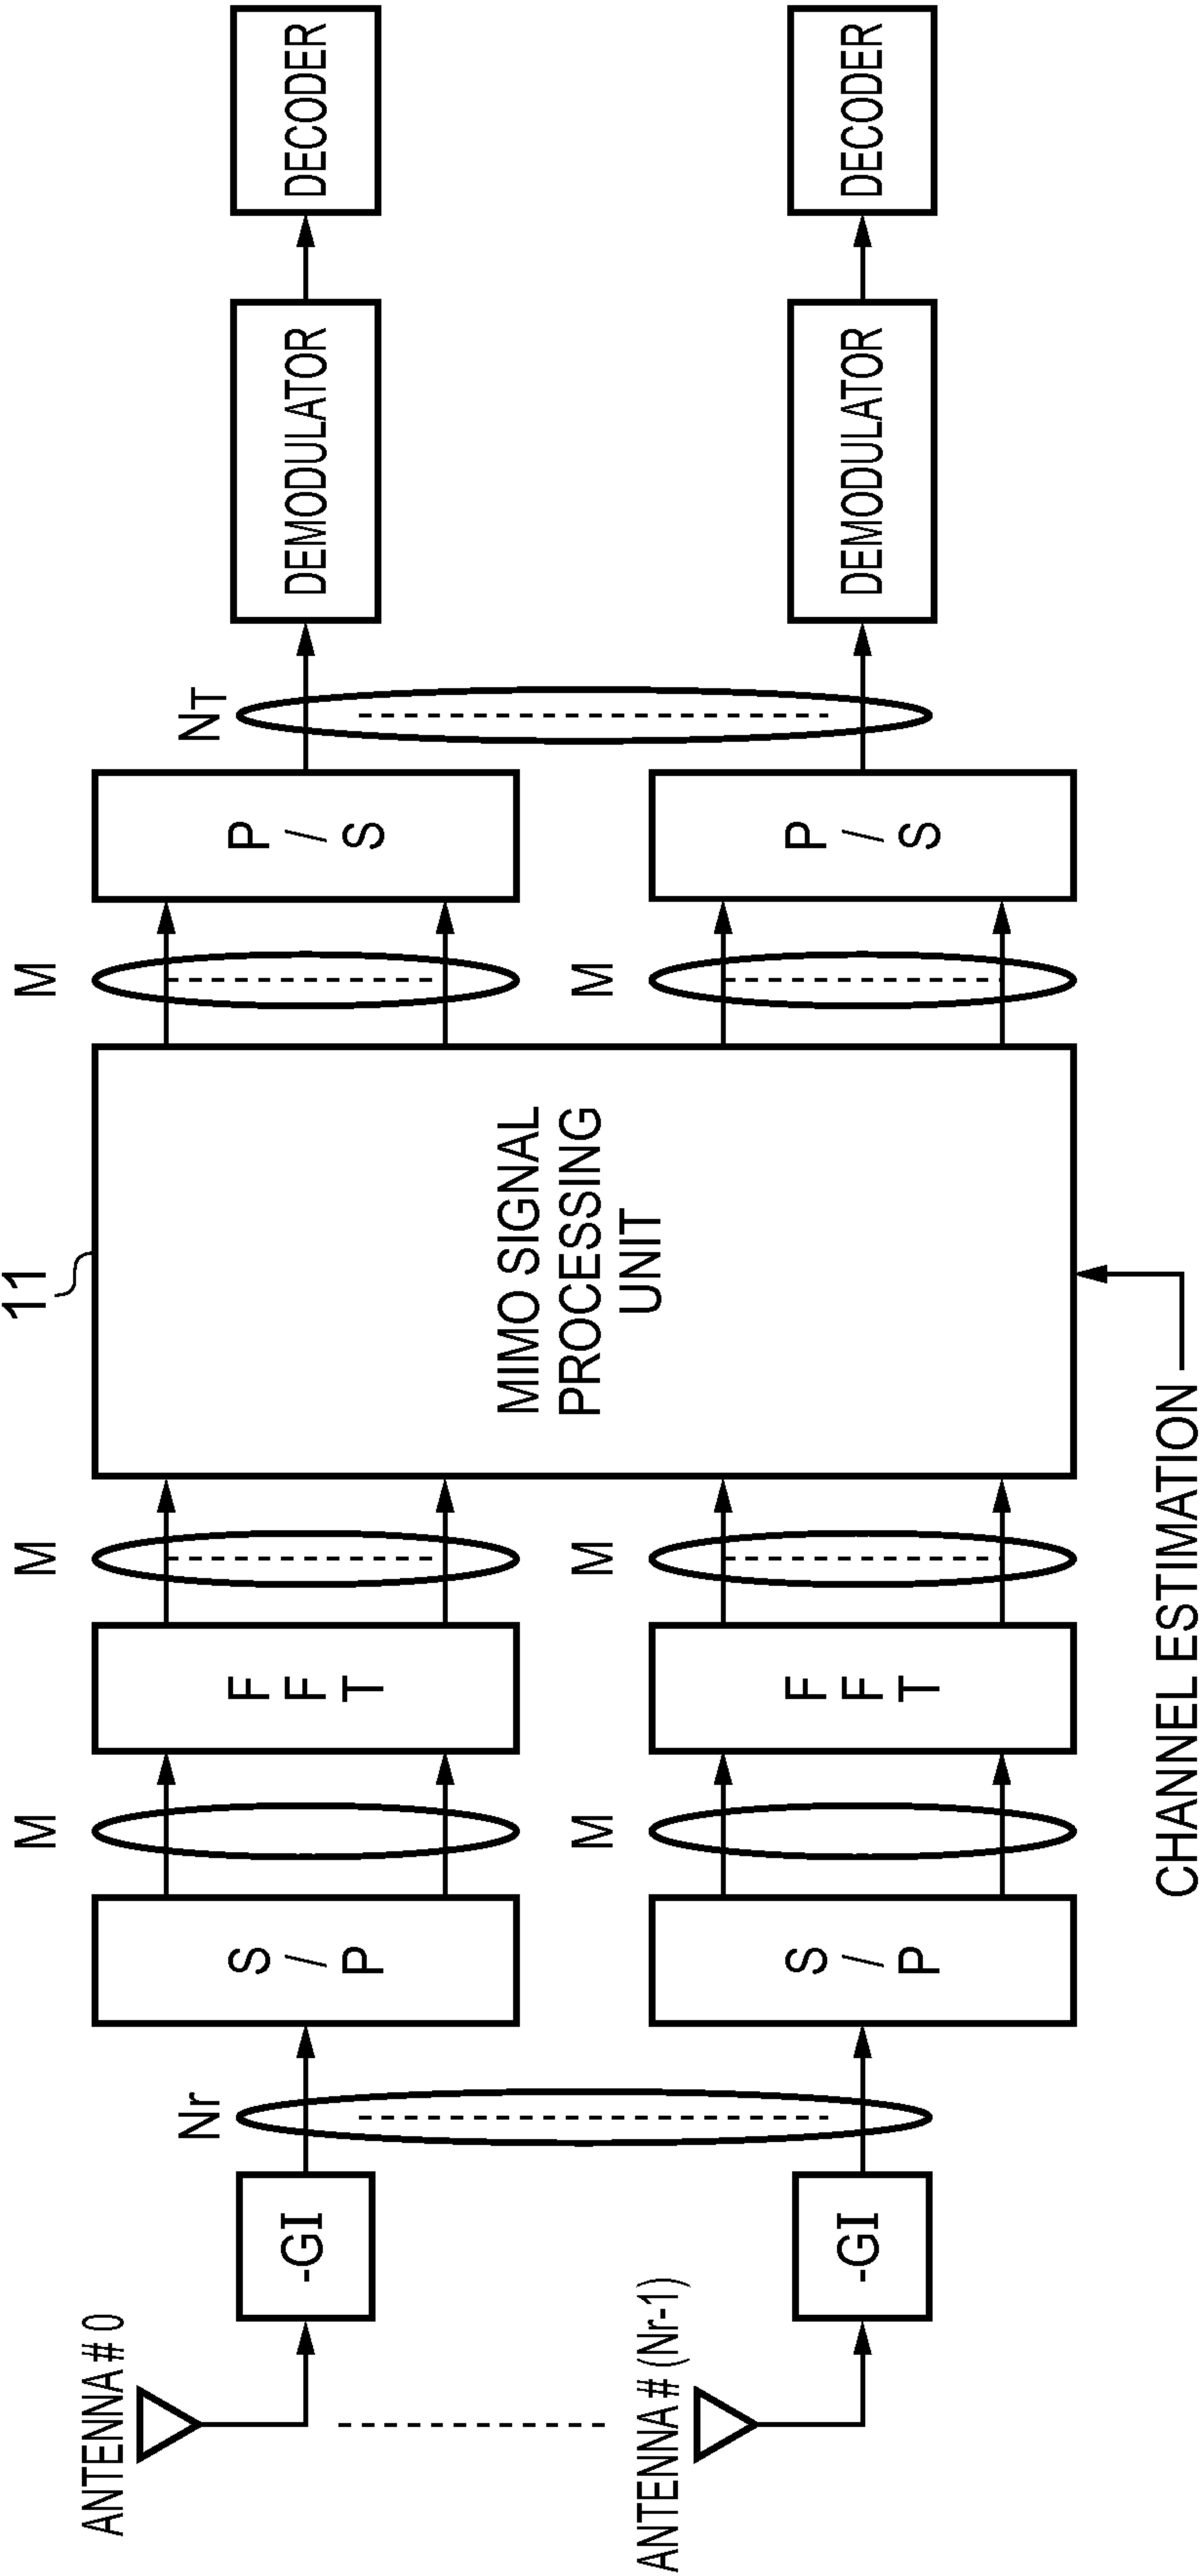 ANTENNA # 0
-GI
Nr
S / P
M
F F T
M
11
MIMO SIGNAL
PROCESSING
UNIT
M
P / S
NT
DEMODULATOR
DECODER
ANTENNA # (Nr-1)
-GI
S / P
M
F F T
M
M
P / S
DEMODULATOR
DECODER
CHANNEL ESTIMATION